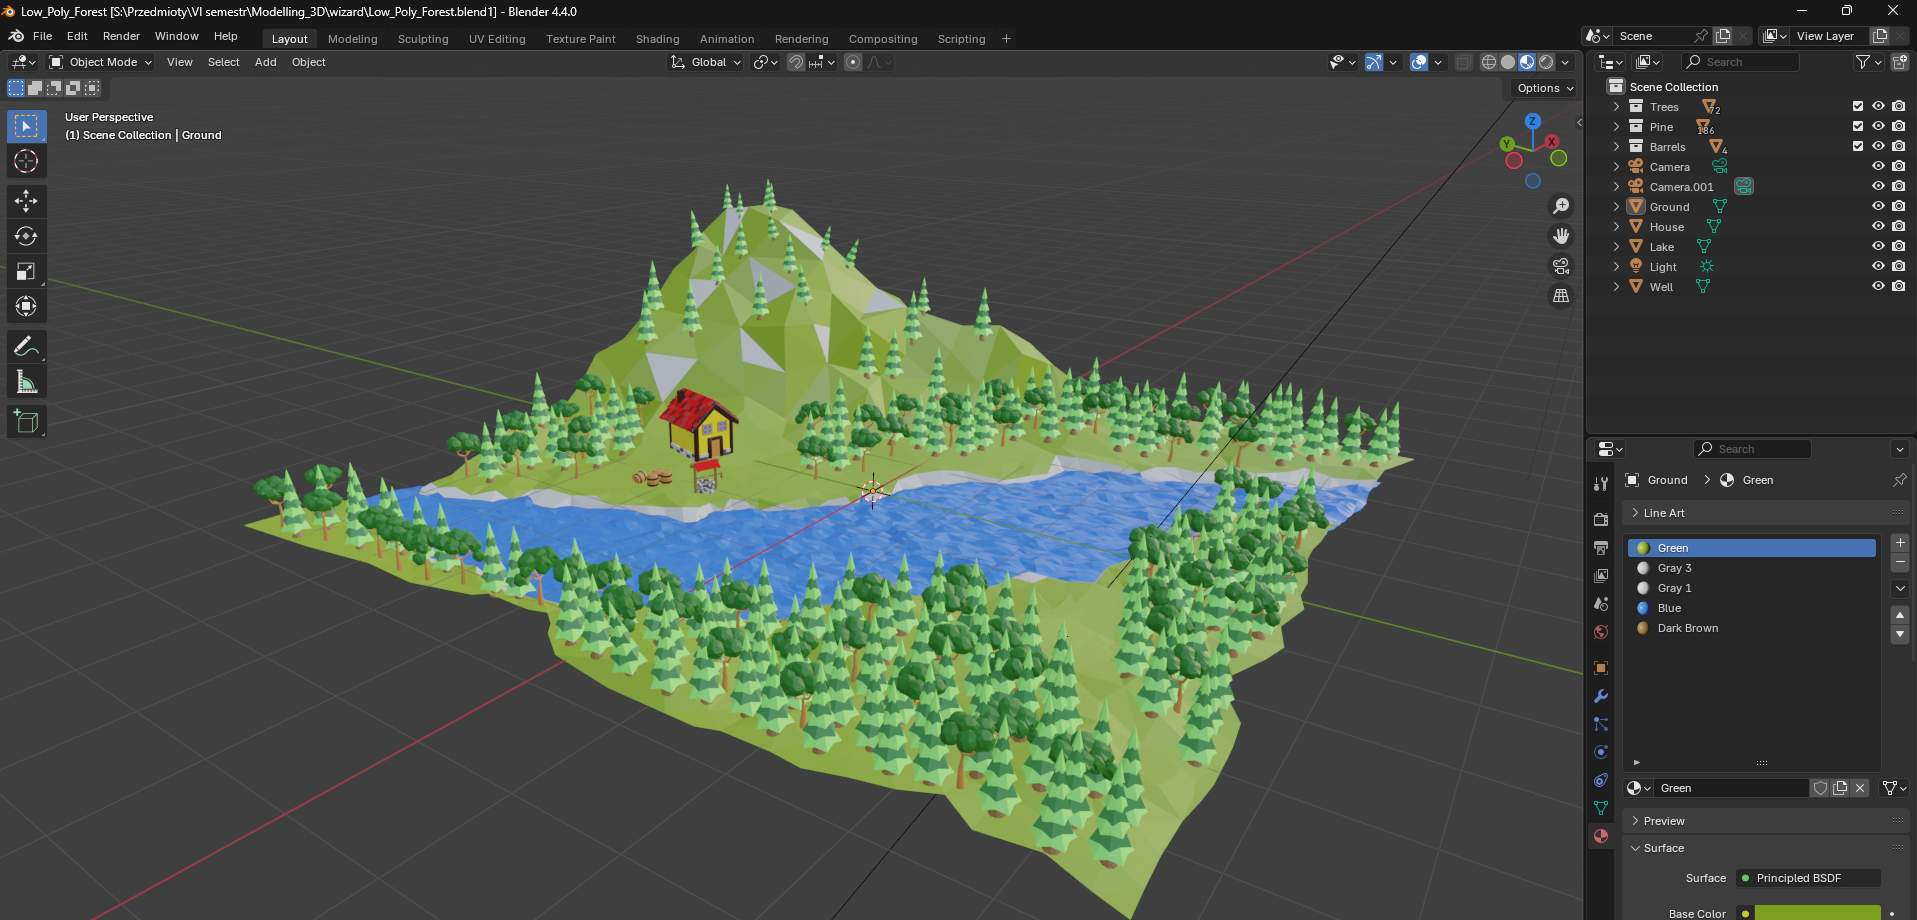 Low_Poly_Forest [S:\Przedmioty\VI semestr\Modelling_3D\wizard\Low_Poly_Forest.blend1] - Blender 4.4.0
File Edit Render Window Help Layout Modeling Sculpting UV Editing Texture Paint Shading Animation Rendering Compositing Scripting + Scene View Layer
Object Mode View Select Add Object Global Search
Options
User Perspective
(1) Scene Collection | Ground
Z
Y
X
Scene Collection
Trees 72
Pine 186
Barrels 4
Camera
Camera.001
Ground
House
Lake
Light
Well
Search
Ground > Green
Line Art
Green
Gray 3
Gray 1
Blue
Dark Brown
Green
Preview
Surface
Surface Principled BSDF
Base Color